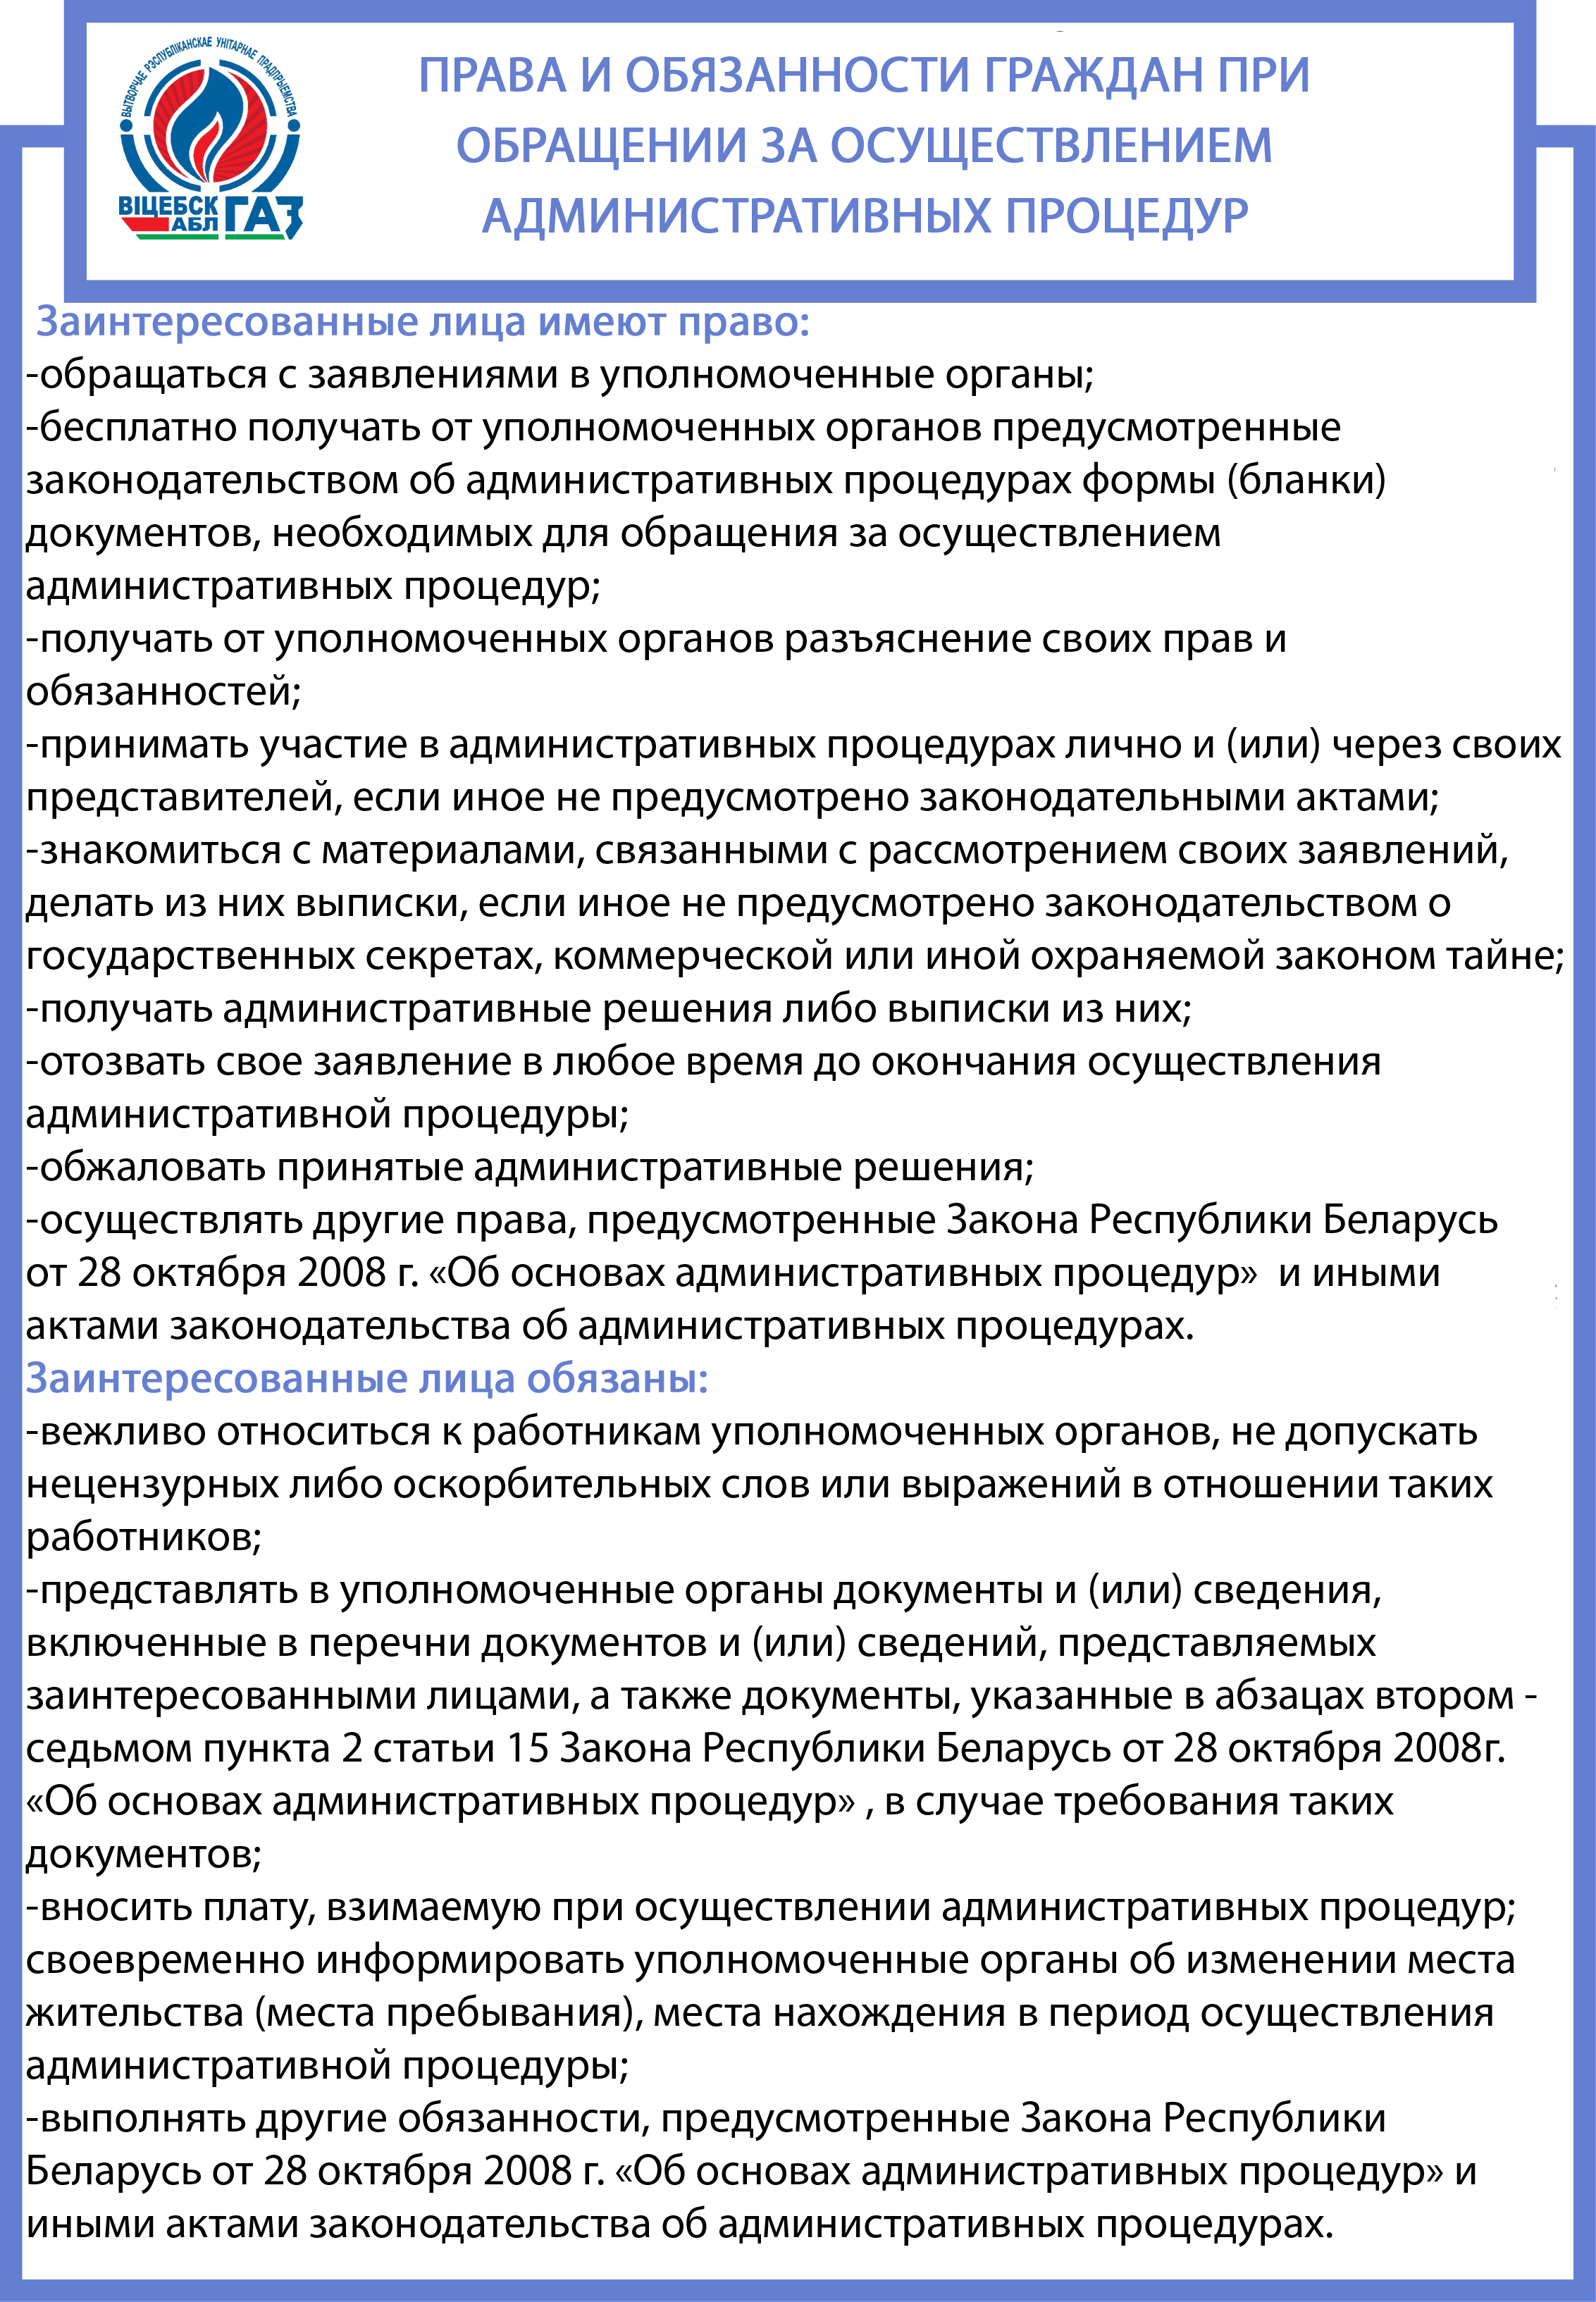 ВЫТВОРЧАЕ РЭСПУБЛІКАНСКАЕ УНІТАРНАЕ ПРАДПРЫЕМСТВА
ВІЦЕБСК
АБЛ
ГАЗ
ПРАВА И ОБЯЗАННОСТИ ГРАЖДАН ПРИ
ОБРАЩЕНИИ ЗА ОСУЩЕСТВЛЕНИЕМ
АДМИНИСТРАТИВНЫХ ПРОЦЕДУР
Заинтересованные лица имеют право:
-обращаться с заявлениями в уполномоченные органы;
-бесплатно получать от уполномоченных органов предусмотренные
законодательством об административных процедурах формы (бланки)
документов, необходимых для обращения за осуществлением
административных процедур;
-получать от уполномоченных органов разъяснение своих прав и
обязанностей;
-принимать участие в административных процедурах лично и (или) через своих
представителей, если иное не предусмотрено законодательными актами;
-знакомиться с материалами, связанными с рассмотрением своих заявлений,
делать из них выписки, если иное не предусмотрено законодательством о
государственных секретах, коммерческой или иной охраняемой законом тайне;
-получать административные решения либо выписки из них;
-отозвать свое заявление в любое время до окончания осуществления
административной процедуры;
-обжаловать принятые административные решения;
-осуществлять другие права, предусмотренные Закона Республики Беларусь
от 28 октября 2008 г. «Об основах административных процедур»  и иными
актами законодательства об административных процедурах.
Заинтересованные лица обязаны:
-вежливо относиться к работникам уполномоченных органов, не допускать
нецензурных либо оскорбительных слов или выражений в отношении таких
работников;
-представлять в уполномоченные органы документы и (или) сведения,
включенные в перечни документов и (или) сведений, представляемых
заинтересованными лицами, а также документы, указанные в абзацах втором -
седьмом пункта 2 статьи 15 Закона Республики Беларусь от 28 октября 2008г.
«Об основах административных процедур» , в случае требования таких
документов;
-вносить плату, взимаемую при осуществлении административных процедур;
своевременно информировать уполномоченные органы об изменении места
жительства (места пребывания), места нахождения в период осуществления
административной процедуры;
-выполнять другие обязанности, предусмотренные Закона Республики
Беларусь от 28 октября 2008 г. «Об основах административных процедур» и
иными актами законодательства об административных процедурах.